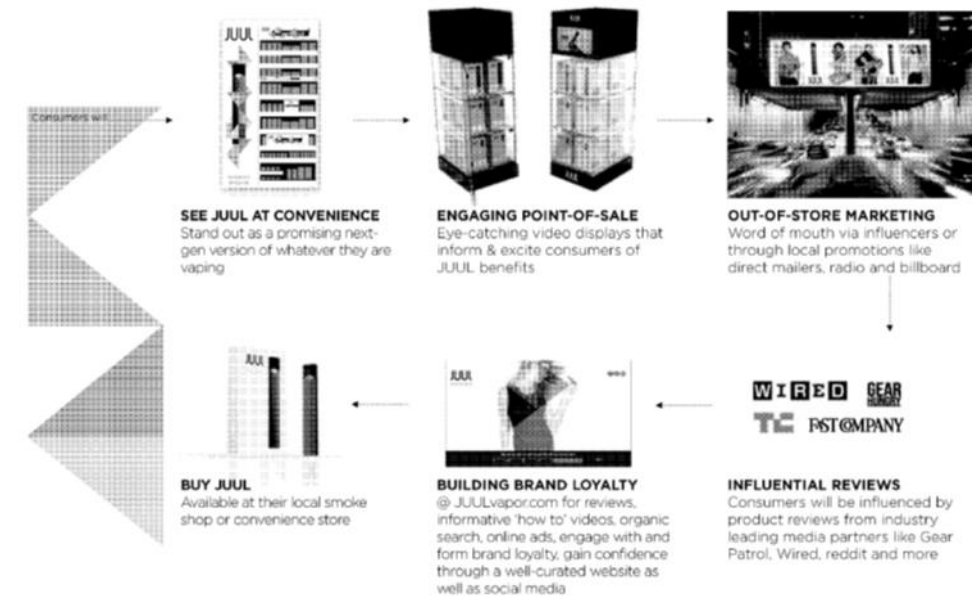 Consumers will...
JUUL
JUUL
SEE JUUL AT CONVENIENCE
Stand out as a promising next-
gen version of whatever they are
vaping
ENGAGING POINT-OF-SALE
Eye-catching video displays that
inform & excite consumers of
JUUL benefits
OUT-OF-STORE MARKETING
Word of mouth via influencers or
through local promotions like
direct mailers, radio and billboard
JUUL
BUY JUUL
Available at their local smoke
shop or convenience store
JUUL
BUILDING BRAND LOYALTY
@ JUULvapor.com for reviews,
informative 'how to' videos, organic
search, online ads, engage with and
form brand loyalty, gain confidence
through a well-curated website as
well as social media
WIRED GEAR HUNGRY
TC FAST COMPANY
INFLUENTIAL REVIEWS
Consumers will be influenced by
product reviews from industry
leading media partners like Gear
Patrol, Wired, reddit and more